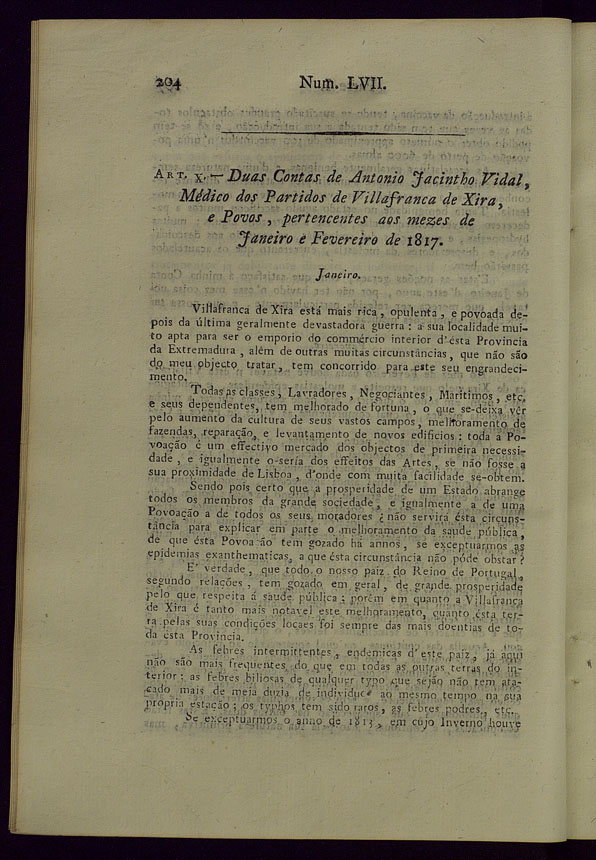 204 Num. LVII.
ART. X. — Duas Contas de Antonio Jacintho Vidal,
Médico dos Partidos de Villafranca de Xira,
e Povos, pertencentes aos mezes de
Janeiro e Fevereiro de 1817.
Janeiro.
Villafranca de Xira está mais rica, opulenta, e povoada de-
pois da última geralmente devastadora guerra: a sua localidade mui-
to apta para ser o emporio do commércio interior d'ésta Provincia
da Extremadura, além de outras muitas circunstâncias, que não são
do meu objecto tratar, tem concorrido para este seu engrandeci-
mento.
Todas as classes, Lavradores, Negociantes, Maritimos, etc.
e seus dependentes, tem melhorado de fortuna, o que se-deixa vêr
pelo aumento da cultura de seus vastos campos, melhoramento de
fazendas, reparação, e levantamento de novos edificios: toda a Po-
voação é um effectivo mercado dos objectos de primeira necessi-
dade, e igualmente o-sería dos effeitos das Artes, se não fosse a
sua proximidade de Lisboa, d'onde com muita facilidade se-obtem.
Sendo pois certo que a prosperidade de um Estado abrange
todos os membros da grande sociedade, e igualmente a de uma
Povoação a de todos os seus moradores ¿ não servirá ésta circuns-
tância para explicar em parte o melhoramento da saude pública,
de que ésta Povoa ão tem gozado há annos, se exceptuarmos as
epidemias exanthematicas, a que ésta circunstância não póde obstar?
E' verdade, que todo o nosso paiz do Reino de Portugal,
segundo relações, tem gozado em geral, de grande prosperidade
pelo que respeita á saude pública; porêm em quanto a Villafranca
de Xira é tanto mais notavel este melhoramento, quanto ésta ter-
ra pelas suas condições locaes foi sempre das mais doentias de to-
da ésta Provincia.
As febres intermittentes, endemicas d'este paiz, já aqui
não são mais frequentes do que em todas as outras terras do in-
terior; as febres biliosas de qualquer typo que sejão não tem ata-
cado mais de meia duzia de individuos ao mesmo tempo na sua
própria estação; os typhos tem sido raros, as febres podres, etc.
Se exceptuarmos o anno de 1813, em cujo Inverno houve